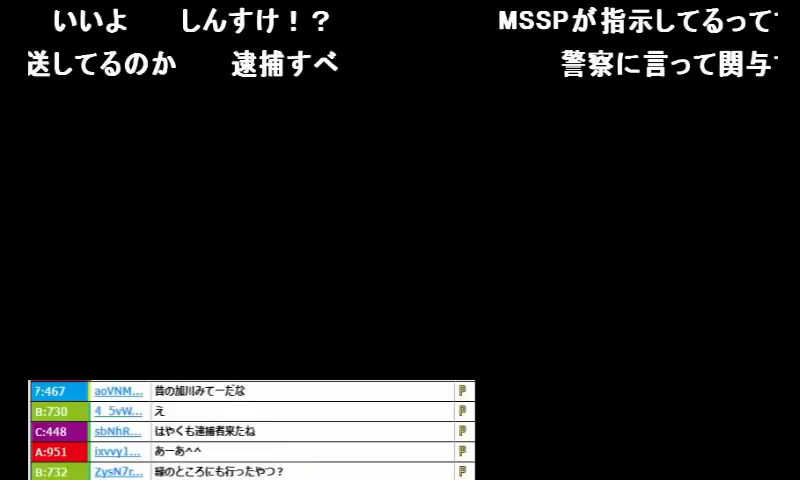 いいよ しんすけ！？ MSSPが指示してるって
送してるのか 逮捕すべ 警察に言って関与
?:467 aoVNM... 昔の加川みてーだな P
B:730 4_5vW... え P
C:448 sbNhR... はやくも逮捕者来たね P
A:951 ixvvy1... あーあ^^ P
B:732 ZysN7r... 線のところにも行ったやつ？ P